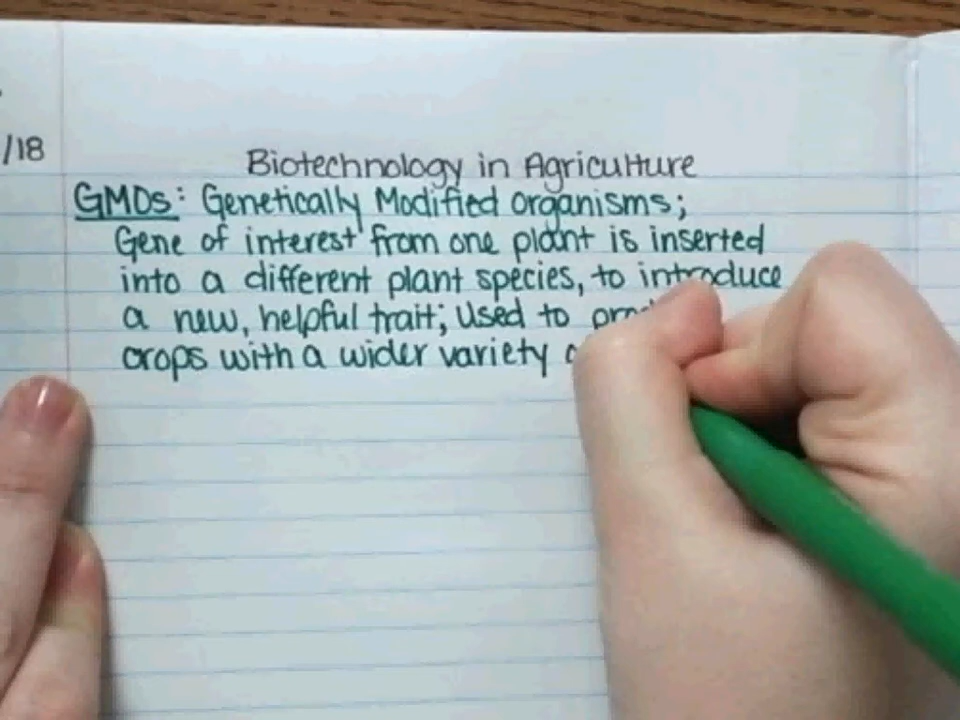 /18
Biotechnology in Agriculture
GMOs: Genetically Modified organisms;
Gene of interest from one plant is inserted
into a different plant species, to introduce
a new, helpful trait; Used to
crops with a wider variety